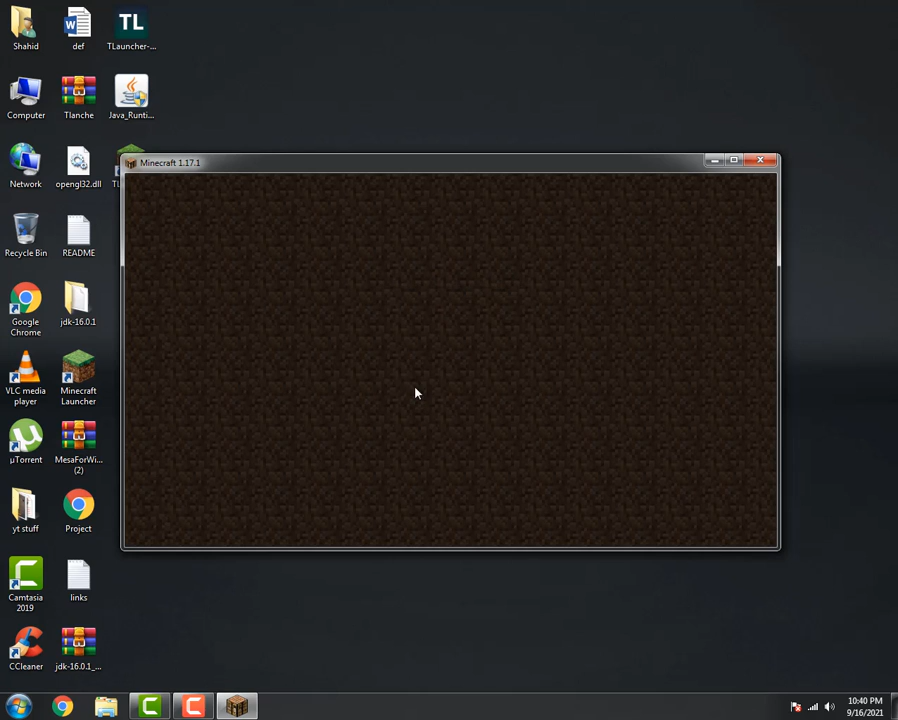 Shahid
def
TLauncher-...
Computer
Tlanche
Java_Runti...
Network
opengl32.dll
TL
Recycle Bin
README
Google
Chrome
jdk-16.0.1
VLC media
player
Minecraft
Launcher
µTorrent
MesaForWi...
(2)
yt stuff
Project
Camtasia
2019
links
CCleaner
jdk-16.0.1_...
TL
Minecraft 1.17.1
10:40 PM
9/16/2021